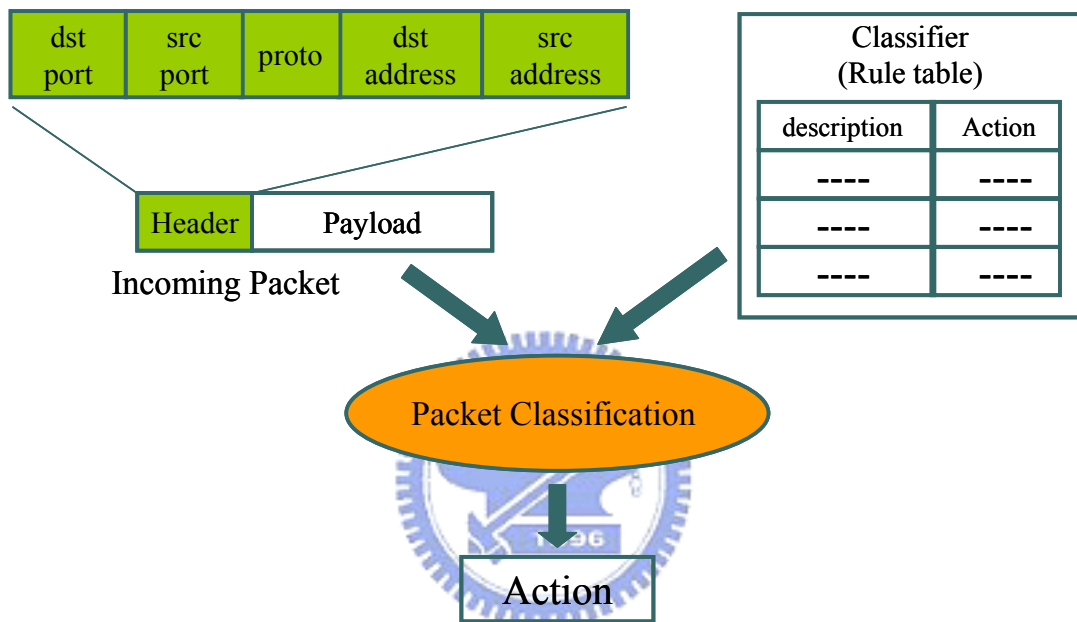 dst port
src port
proto
dst address
src address
Header
Payload
Incoming Packet
Classifier
(Rule table)
description
Action
----
----
----
----
----
----
Packet Classification
1896
Action